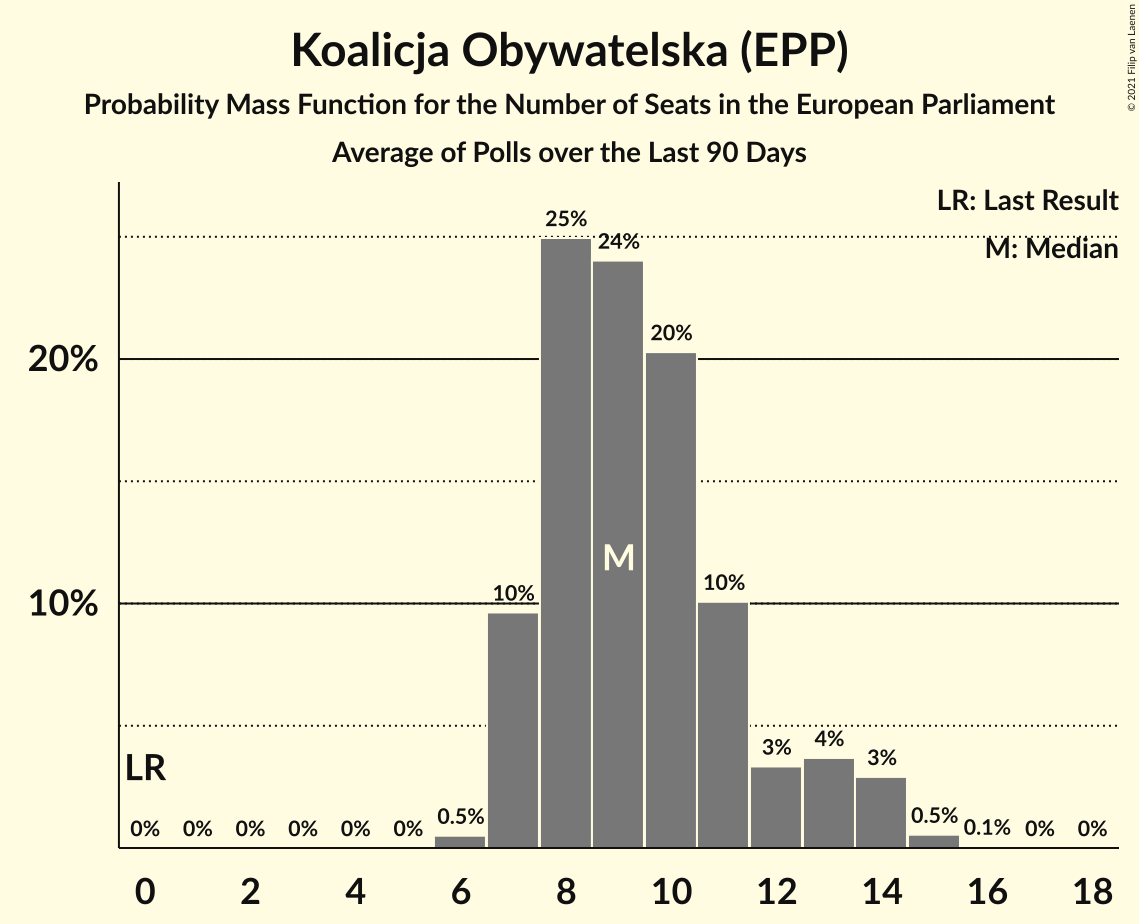 Koalicja Obywatelska (EPP)
Probability Mass Function for the Number of Seats in the European Parliament
Average of Polls over the Last 90 Days
© 2021 Filip van Laenen
LR: Last Result
M: Median
25%
24%
20%
20%
10%
10%
10%
M
LR
3%
4%
3%
0% 0% 0% 0% 0% 0% 0.5% 0.5% 0.1% 0% 0%
0 2 4 6 8 10 12 14 16 18